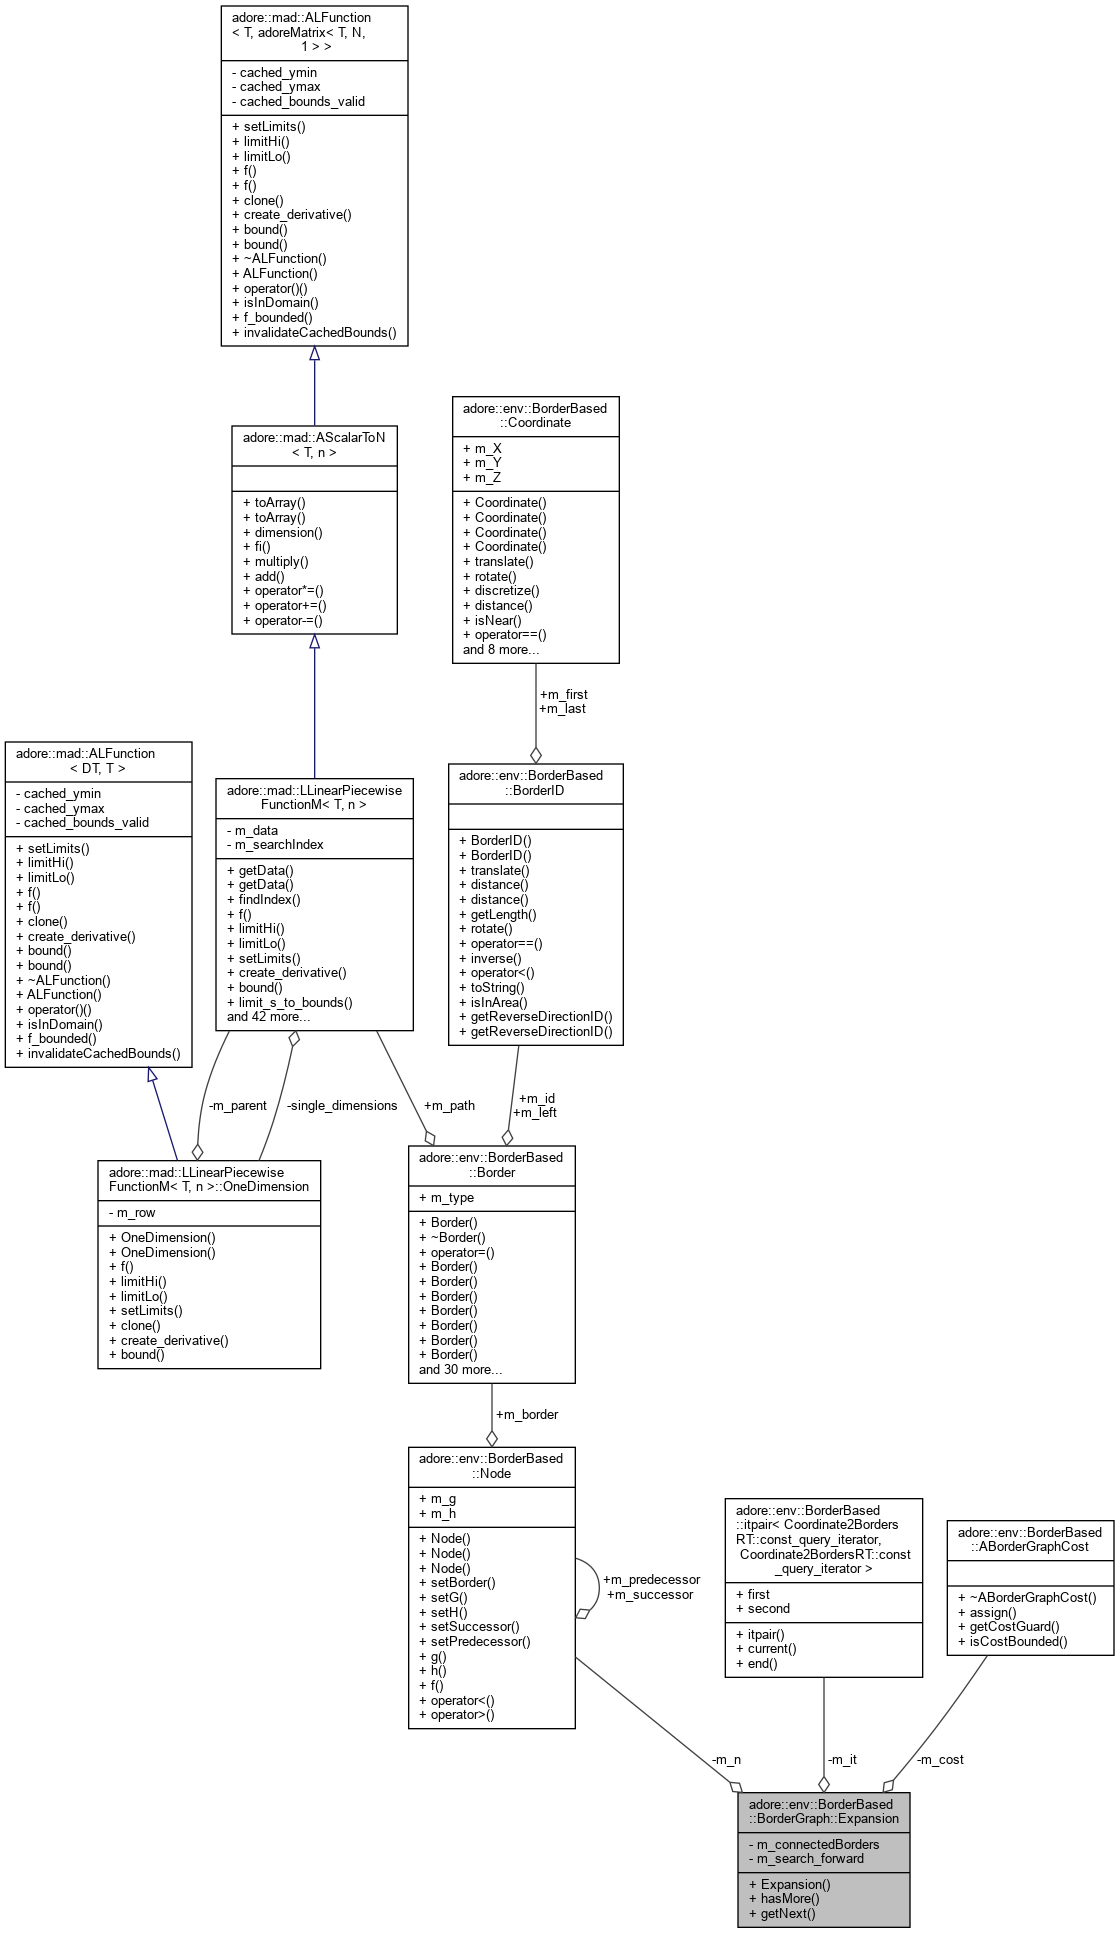 adore::mad::ALFunction
< T, adoreMatrix< T, N,
1 > >
- cached_ymin
- cached_ymax
- cached_bounds_valid
+ setLimits()
+ limitHi()
+ limitLo()
+ f()
+ f()
+ clone()
+ create_derivative()
+ bound()
+ bound()
+ ~ALFunction()
+ ALFunction()
+ operator()()
+ isInDomain()
+ f_bounded()
+ invalidateCachedBounds()
adore::mad::AScalarToN
< T, n >
+ toArray()
+ toArray()
+ dimension()
+ fi()
+ multiply()
+ add()
+ operator*=()
+ operator+=()
+ operator-=()
adore::env::BorderBased
::Coordinate
+ m_X
+ m_Y
+ m_Z
+ Coordinate()
+ Coordinate()
+ Coordinate()
+ Coordinate()
+ translate()
+ rotate()
+ discretize()
+ distance()
+ isNear()
+ operator==()
and 8 more...
+m_first
+m_last
adore::mad::ALFunction
< DT, T >
- cached_ymin
- cached_ymax
- cached_bounds_valid
+ setLimits()
+ limitHi()
+ limitLo()
+ f()
+ f()
+ clone()
+ create_derivative()
+ bound()
+ bound()
+ ~ALFunction()
+ ALFunction()
+ operator()()
+ isInDomain()
+ f_bounded()
+ invalidateCachedBounds()
adore::mad::LLinearPiecewise
FunctionM< T, n >
- m_data
- m_searchIndex
+ getData()
+ getData()
+ findIndex()
+ f()
+ limitHi()
+ limitLo()
+ setLimits()
+ create_derivative()
+ bound()
+ limit_s_to_bounds()
and 42 more...
adore::env::BorderBased
::BorderID
+ BorderID()
+ BorderID()
+ translate()
+ distance()
+ distance()
+ getLength()
+ rotate()
+ operator==()
+ inverse()
+ operator<()
+ toString()
+ isInArea()
+ getReverseDirectionID()
+ getReverseDirectionID()
-m_parent
-single_dimensions
+m_path
+m_id
+m_left
adore::mad::LLinearPiecewise
FunctionM< T, n >::OneDimension
- m_row
+ OneDimension()
+ OneDimension()
+ f()
+ limitHi()
+ limitLo()
+ setLimits()
+ clone()
+ create_derivative()
+ bound()
adore::env::BorderBased
::Border
+ m_type
+ Border()
+ ~Border()
+ operator=()
+ Border()
+ Border()
+ Border()
+ Border()
+ Border()
+ Border()
+ Border()
and 30 more...
+m_border
adore::env::BorderBased
::Node
+ m_g
+ m_h
+ Node()
+ Node()
+ Node()
+ setBorder()
+ setG()
+ setH()
+ setSuccessor()
+ setPredecessor()
+ g()
+ h()
+ f()
+ operator<()
+ operator>()
+m_predecessor
+m_successor
adore::env::BorderBased
::itpair< Coordinate2Borders
RT::const_query_iterator,
Coordinate2BordersRT::const
_query_iterator >
+ first
+ second
+ itpair()
+ current()
+ end()
adore::env::BorderBased
::ABorderGraphCost
+ ~ABorderGraphCost()
+ assign()
+ getCostGuard()
+ isCostBounded()
-m_n
-m_it
-m_cost
adore::env::BorderBased
::BorderGraph::Expansion
- m_connectedBorders
- m_search_forward
+ Expansion()
+ hasMore()
+ getNext()